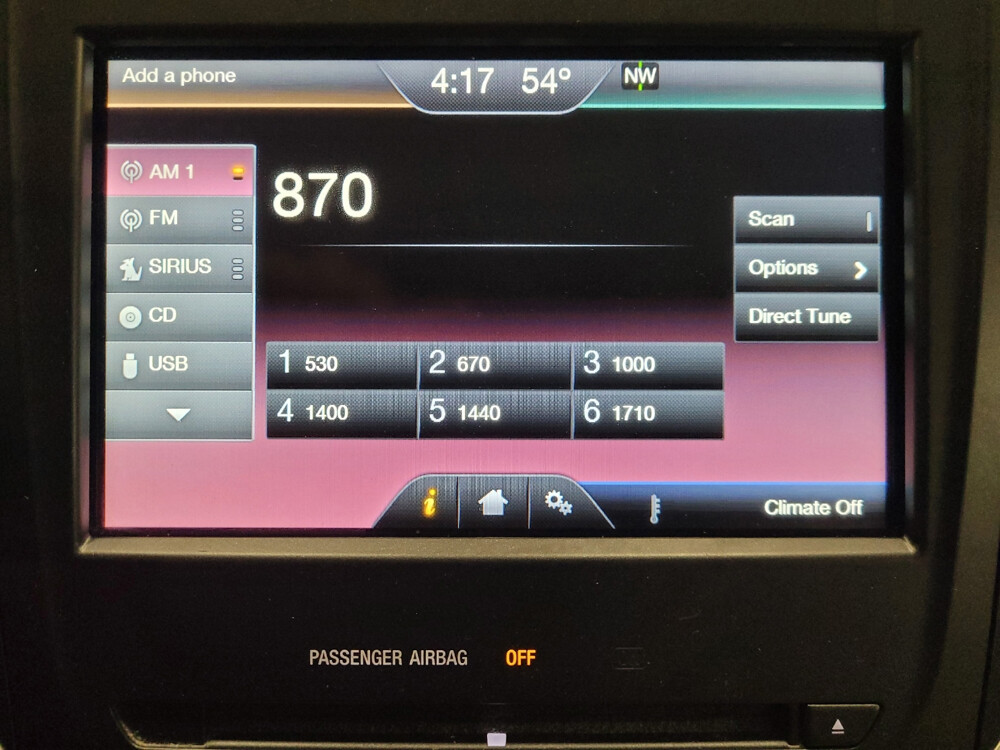 Add a phone
4:17 54°
NW
AM 1
870
FM
Scan
SIRIUS
Options
CD
Direct Tune
USB
1 530
2 670
3 1000
4 1400
5 1440
6 1710
i
Climate Off
PASSENGER AIRBAG OFF